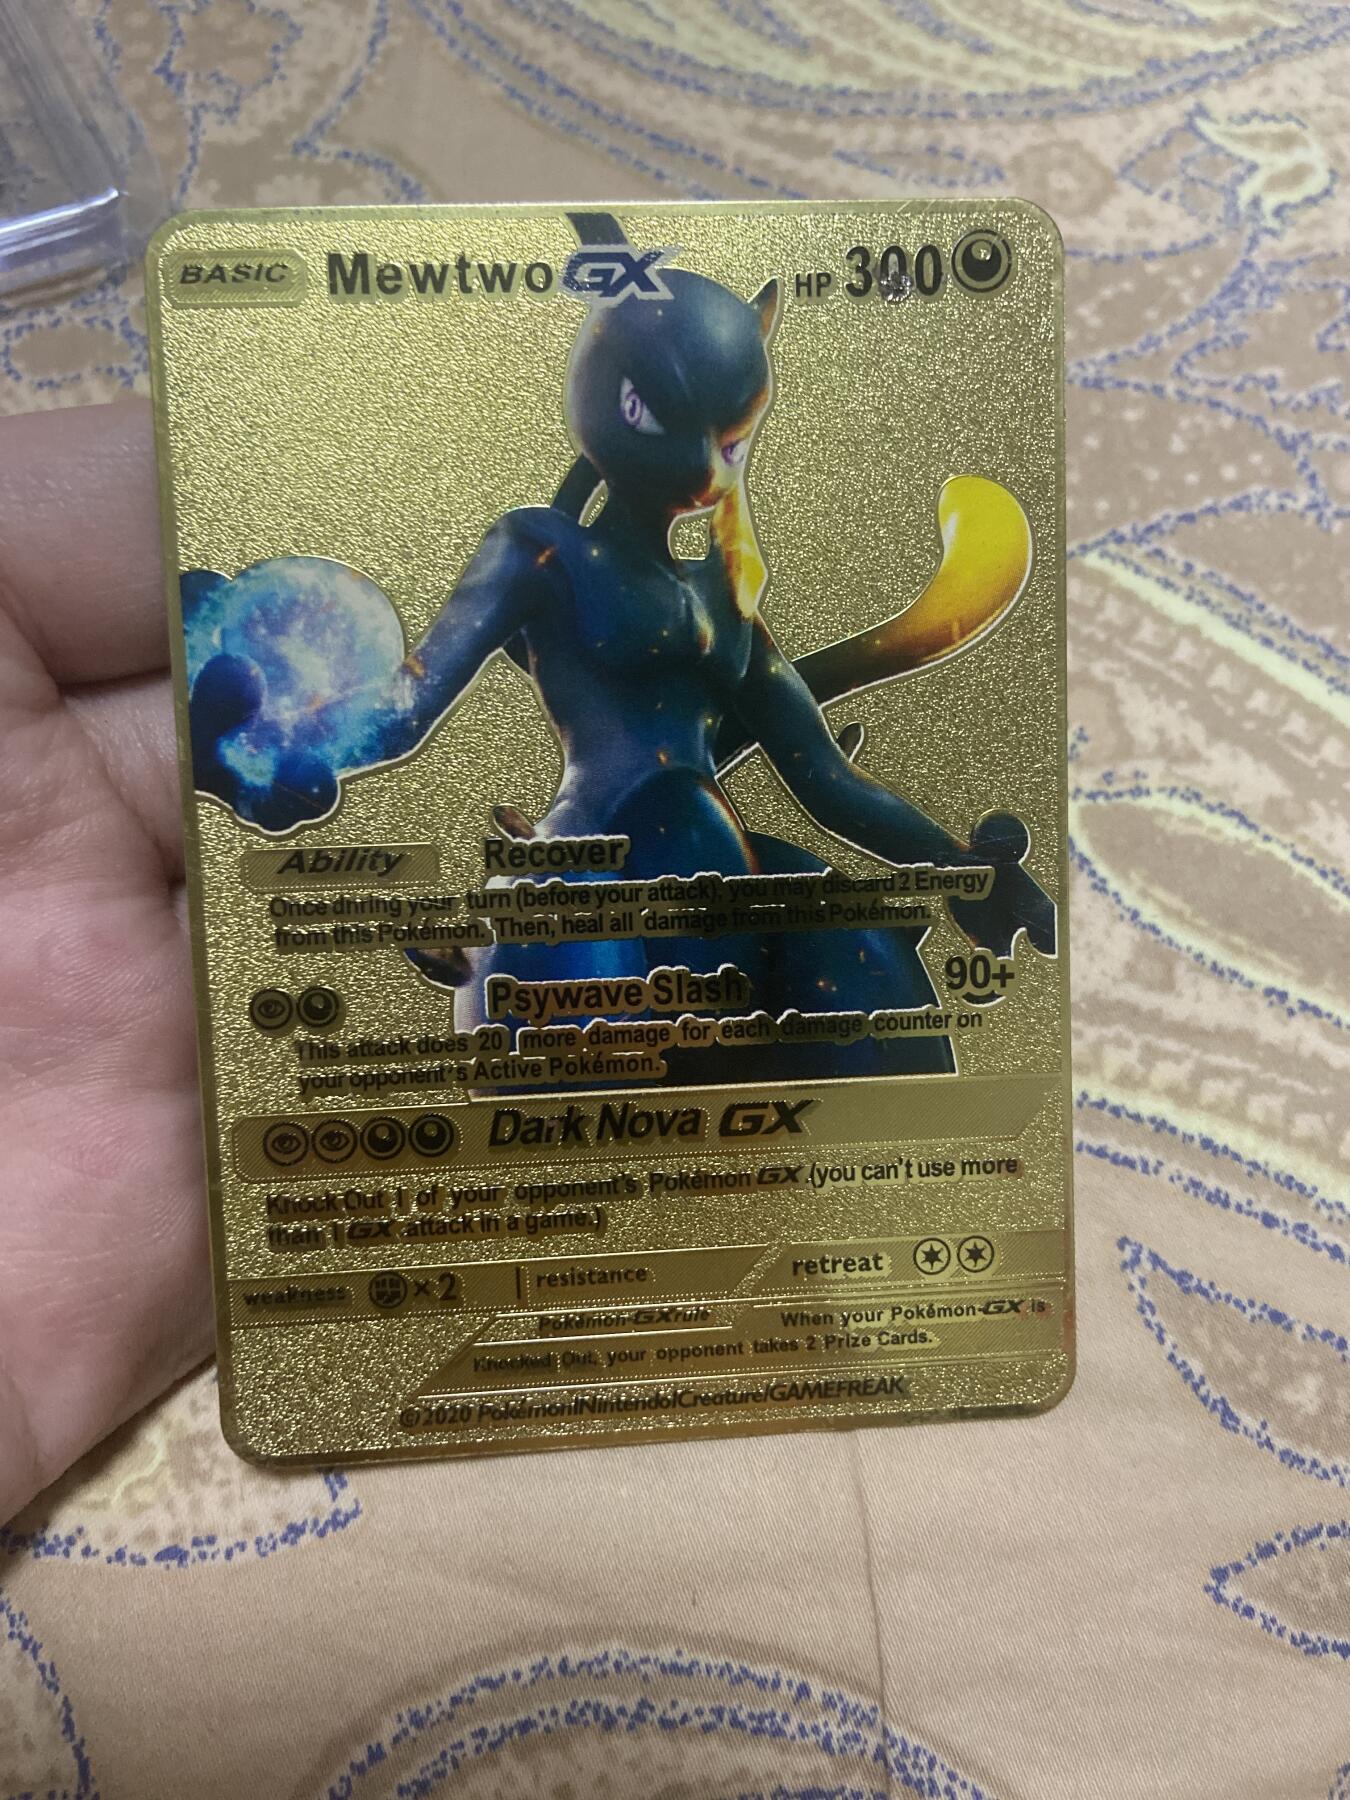 BASIC Mewtwo GX HP 300
Ability Recover
Once dnring your turn (before your attack), you may discard 2 Energy
from this Pokémon. Then, heal all damage from this Pokémon.
Psywave Slash 90+
This attack does 20 more damage for each damage counter on
your opponent's Active Pokémon.
Dark Nova GX
Knock Out 1 of your opponent's Pokémon GX.(you can't use more
than 1 GX attack in a game.)
weakness ×2 resistance retreat
Pokémon-GX rule When your Pokémon-GX is
Knocked Out, your opponent takes 2 Prize Cards.
©2020 Pokémon/Nintendo/Creature/GAMEFREAK